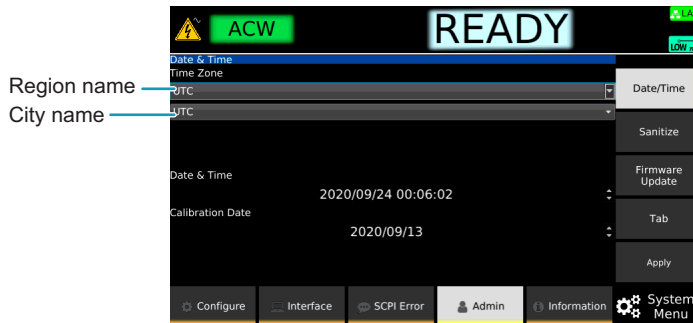 ACW
READY
LA
LOW
Date & Time
Time Zone
Region name
UTC
Date/Time
City name
UTC
Sanitize
Date & Time
Firmware
Update
2020/09/24 00:06:02
Calibration Date
Tab
2020/09/13
Apply
Configure
Interface
SCPI Error
Admin
Information
System
Menu